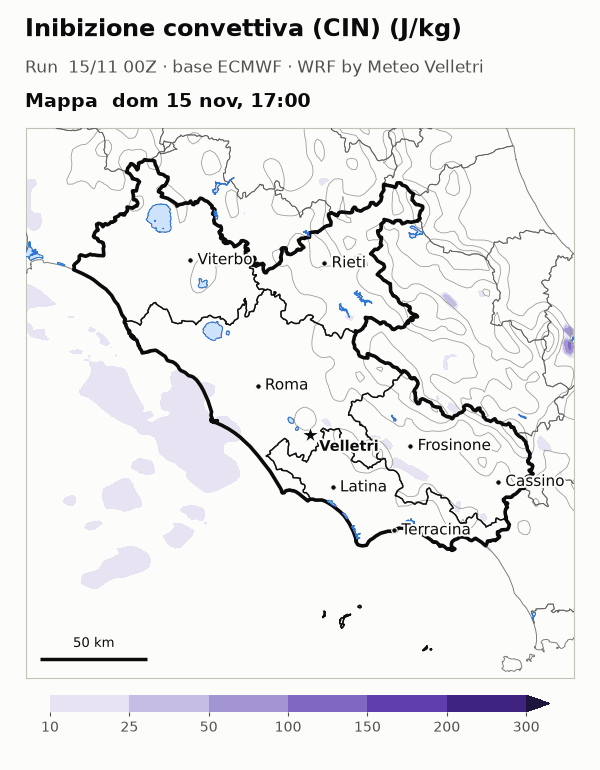 Inibizione convettiva (CIN) (J/kg)
Run 15/11 00Z · base ECMWF · WRF by Meteo Velletri
Mappa dom 15 nov, 17:00
Viterbo
Rieti
Roma
Velletri
Frosinone
Cassino
Latina
Terracina
50 km
10 25 50 100 150 200 300